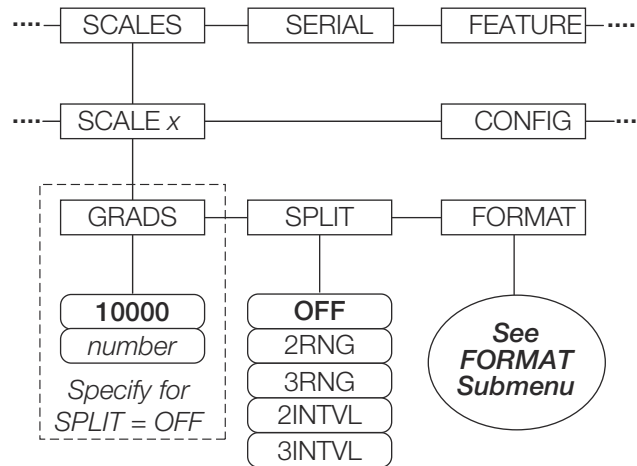 SCALES SERIAL FEATURE
SCALE x CONFIG
GRADS SPLIT FORMAT
10000
number
Specify for
SPLIT = OFF
OFF
2RNG
3RNG
2INTVL
3INTVL
See
FORMAT
Submenu